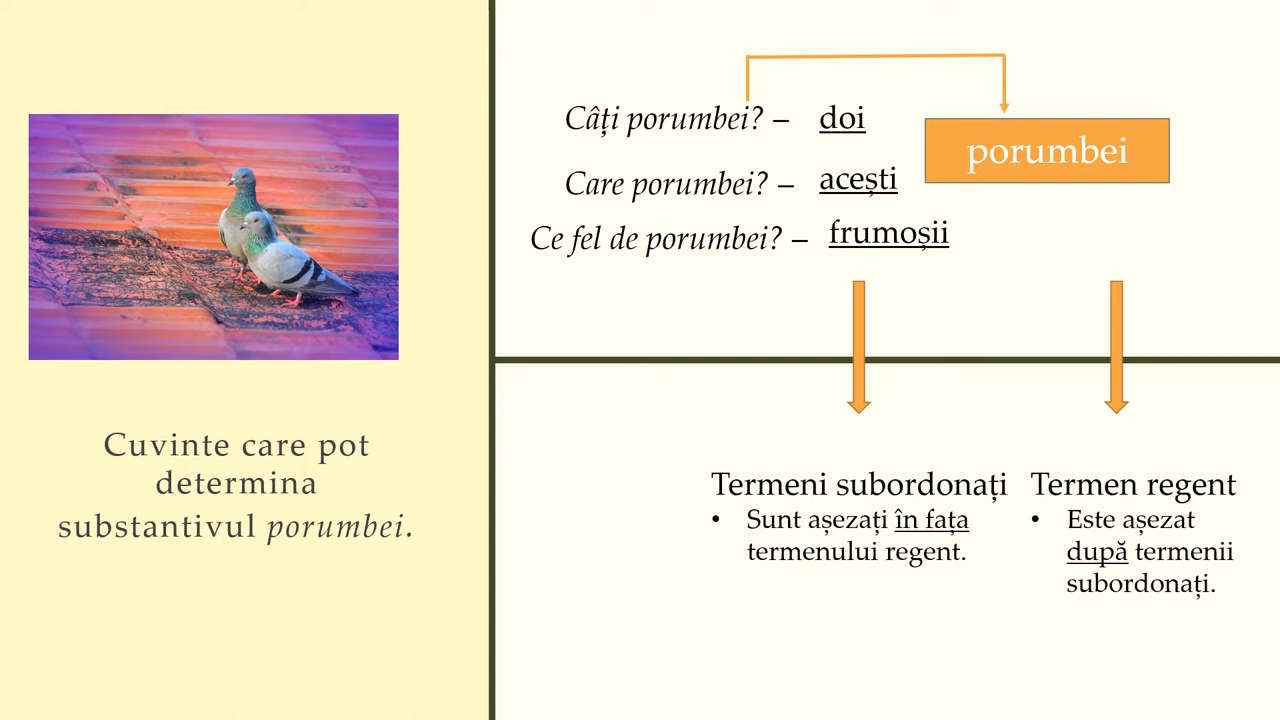 Cuvinte care pot
determina
substantivul porumbei.
Câți porumbei? – doi
porumbei
Care porumbei? – acești
Ce fel de porumbei? – frumoșii
Termeni subordonați
• Sunt așezați în fața
termenului regent.
Termen regent
• Este așezat
după termenii
subordonați.